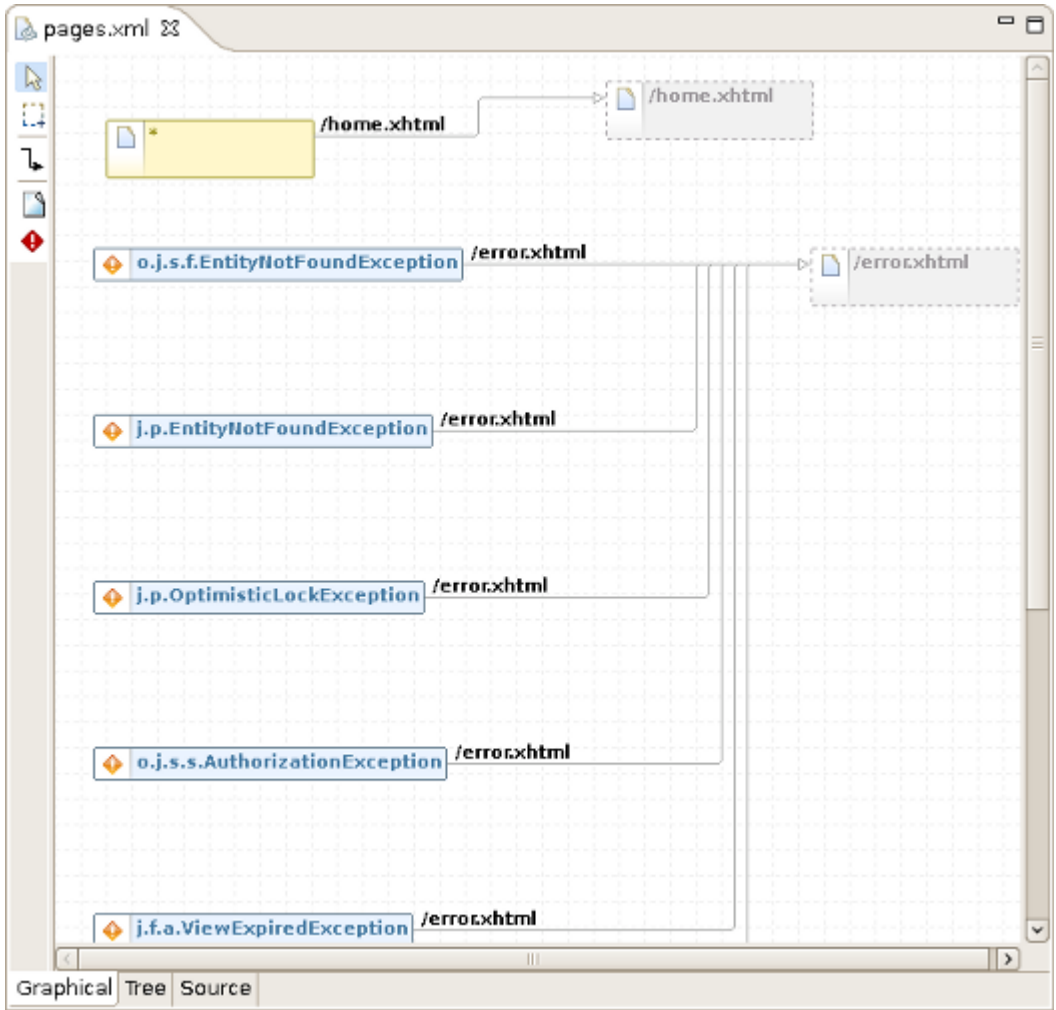 pages.xml
*
/home.xhtml
/home.xhtml
o.j.s.f.EntityNotFoundException
/error.xhtml
/error.xhtml
j.p.EntityNotFoundException
/error.xhtml
j.p.OptimisticLockException
/error.xhtml
o.j.s.s.AuthorizationException
/error.xhtml
j.f.a.ViewExpiredException
/error.xhtml
Graphical Tree Source